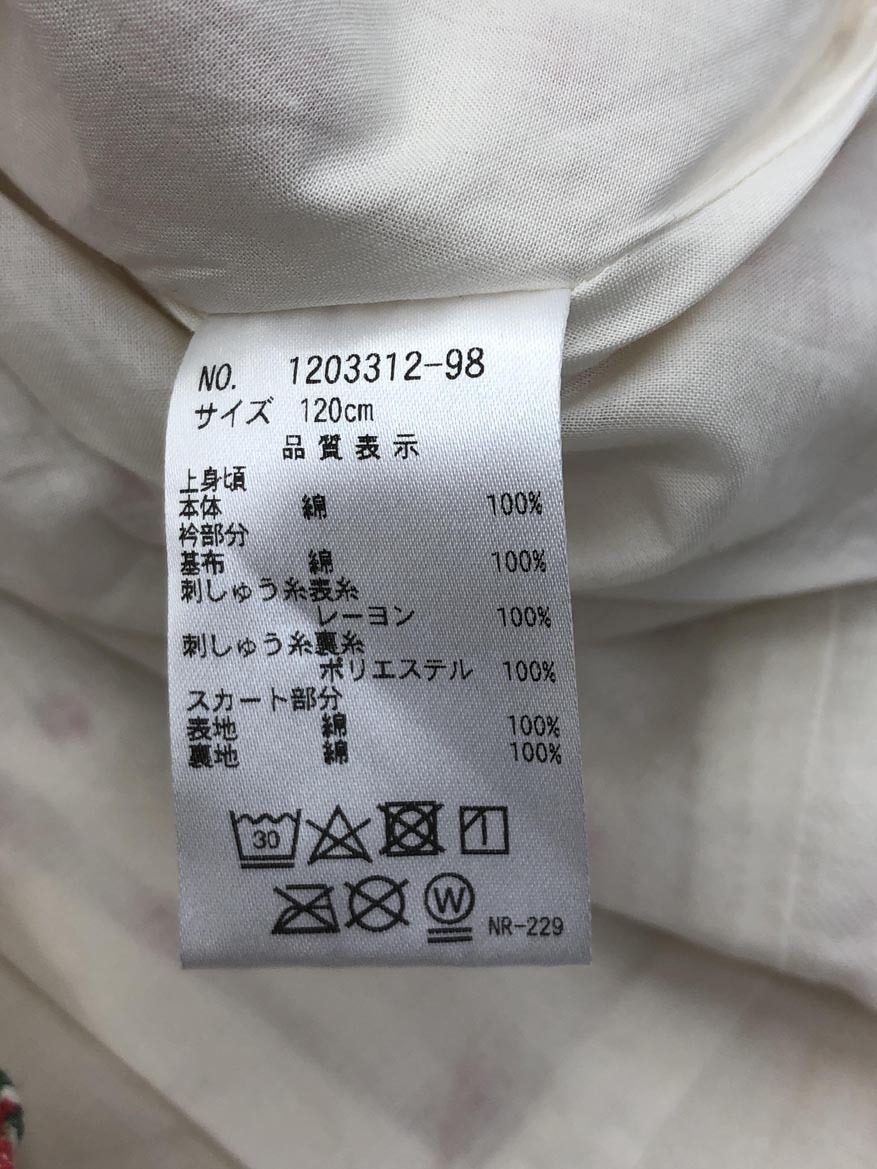 NO. 1203312-98
サイズ 120cm
品質表示
上身頃
本体 綿 100%
衿部分
基布 綿 100%
刺しゅう糸表糸
レーヨン 100%
刺しゅう糸裏糸
ポリエステル 100%
スカート部分
表地 綿 100%
裏地 綿 100%
30
W NR-229